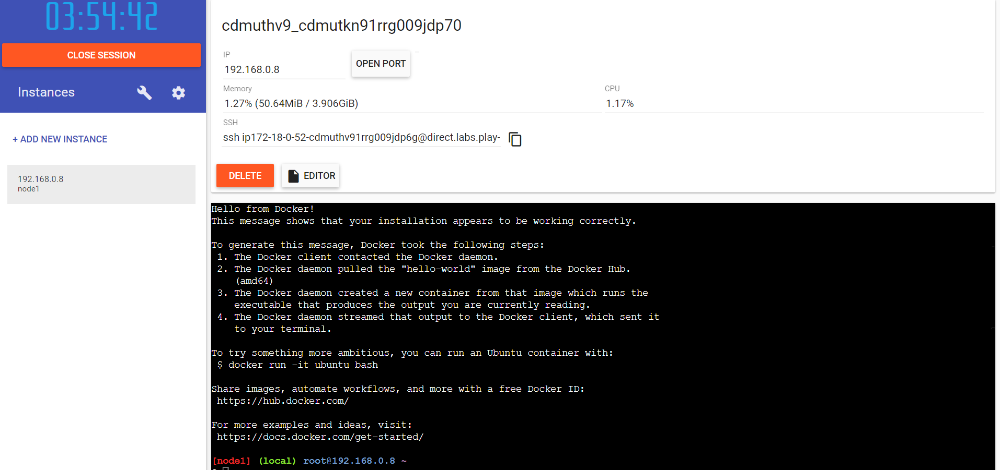 03:54:42
CLOSE SESSION
Instances
+ ADD NEW INSTANCE
192.168.0.8
node1
cdmuthv9_cdmutkn91rrg009jdp70
IP
192.168.0.8
OPEN PORT
Memory
1.27% (50.64MiB / 3.906GiB)
CPU
1.17%
SSH
ssh ip172-18-0-52-cdmuthv91rrg009jdp6g@direct.labs.play-
DELETE
EDITOR
Hello from Docker!
This message shows that your installation appears to be working correctly.
To generate this message, Docker took the following steps:
1. The Docker client contacted the Docker daemon.
2. The Docker daemon pulled the "hello-world" image from the Docker Hub.
(amd64)
3. The Docker daemon created a new container from that image which runs the
executable that produces the output you are currently reading.
4. The Docker daemon streamed that output to the Docker client, which sent it
to your terminal.
To try something more ambitious, you can run an Ubuntu container with:
$ docker run -it ubuntu bash
Share images, automate workflows, and more with a free Docker ID:
https://hub.docker.com/
For more examples and ideas, visit:
https://docs.docker.com/get-started/
[node1] (local) root@192.168.0.8 ~